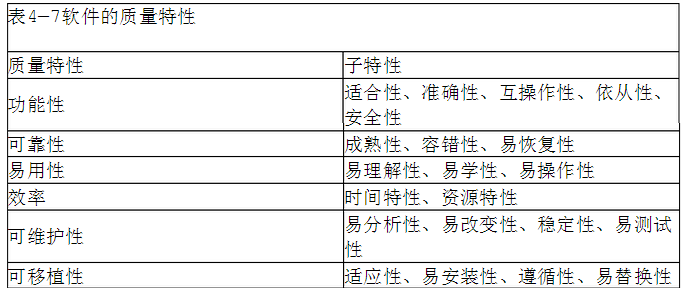 表4—7软件的质量特性
质量特性 子特性
功能性 适合性、准确性、互操作性、依从性、
安全性
可靠性 成熟性、容错性、易恢复性
易用性 易理解性、易学性、易操作性
效率 时间特性、资源特性
可维护性 易分析性、易改变性、稳定性、易测试
性
可移植性 适应性、易安装性、遵循性、易替换性